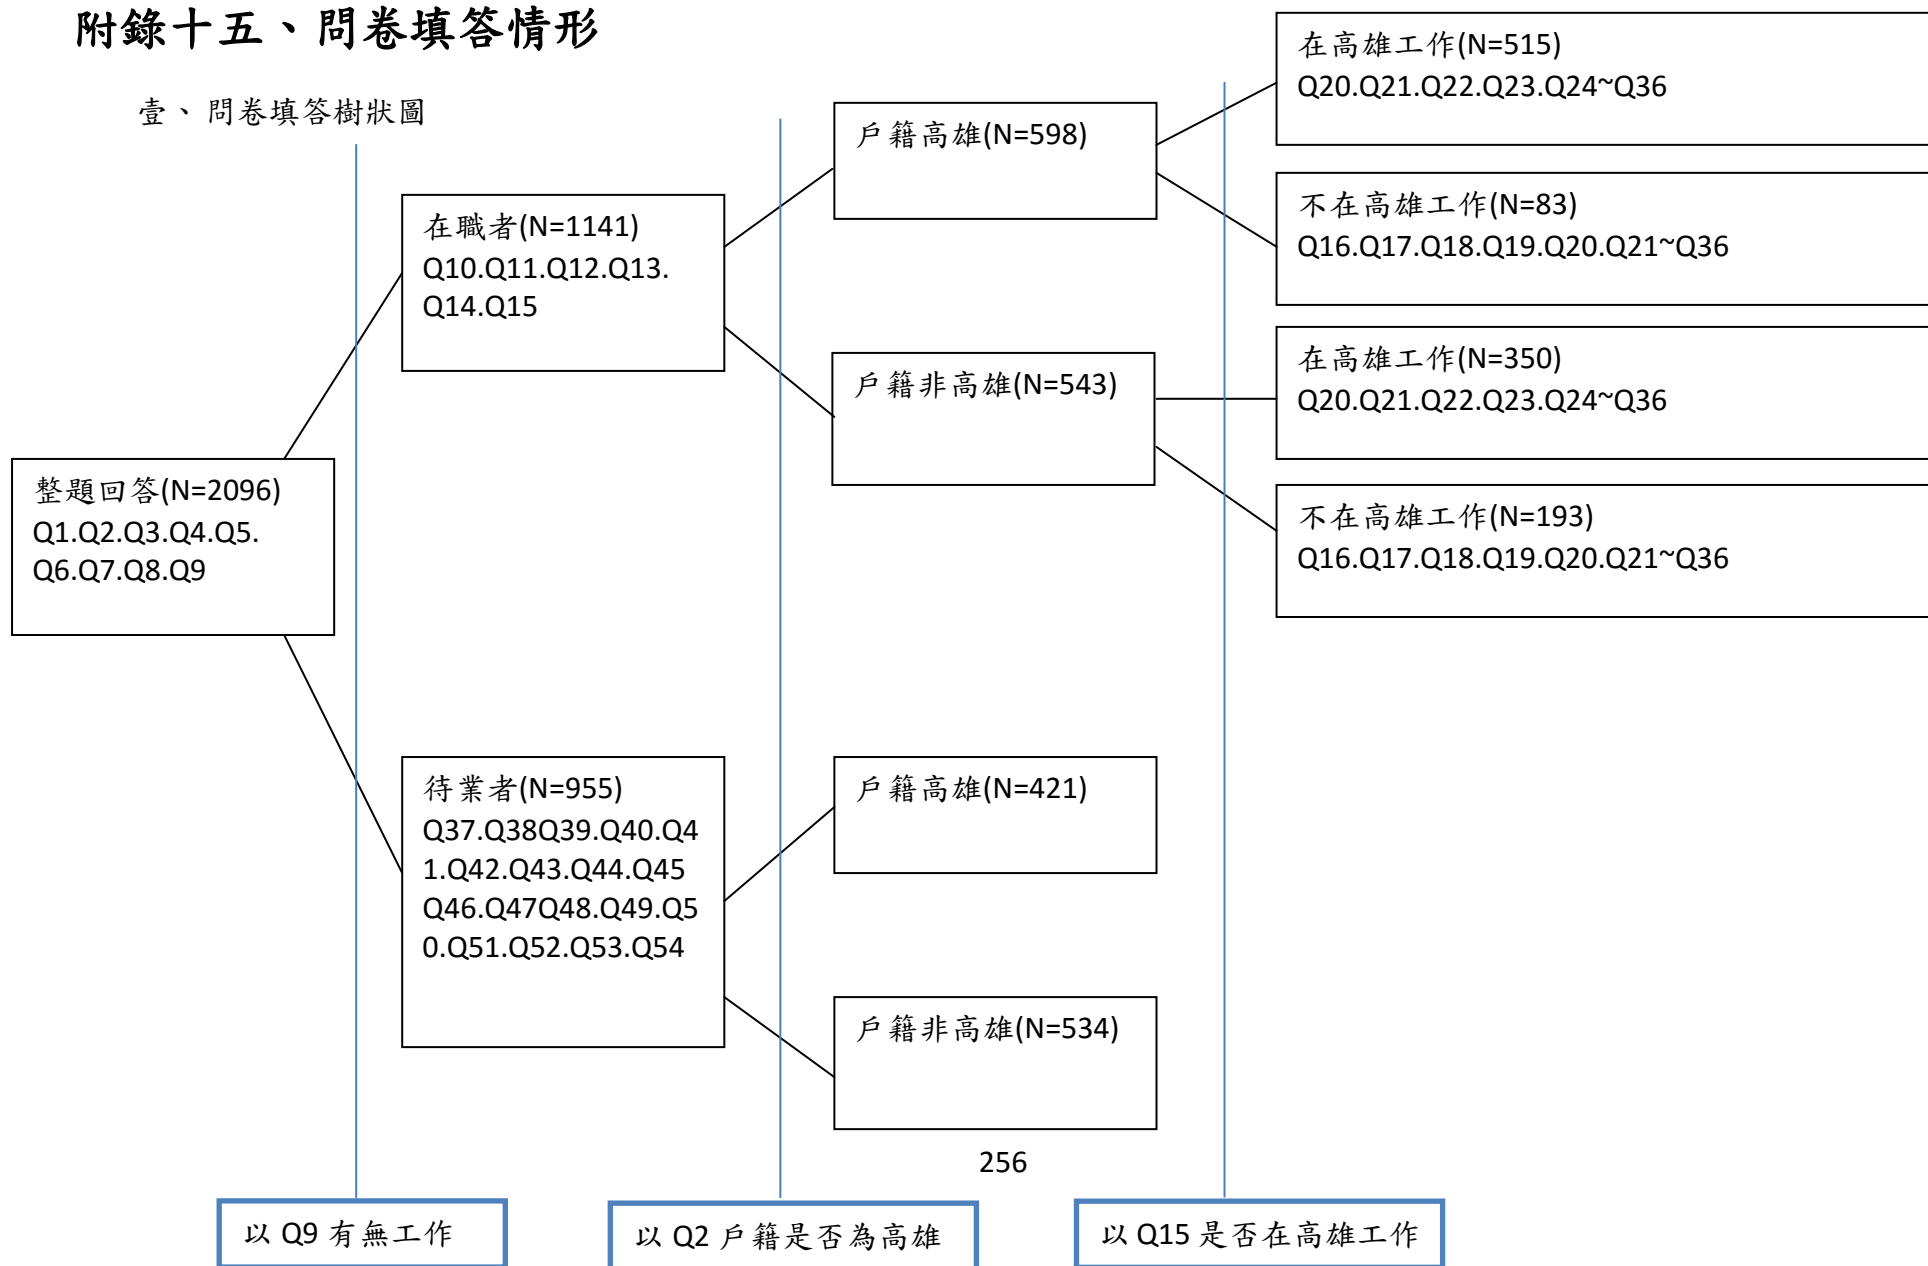 附錄十五、問卷填答情形
壹、問卷填答樹狀圖
整題回答(N=2096)
Q1.Q2.Q3.Q4.Q5.
Q6.Q7.Q8.Q9
在職者(N=1141)
Q10.Q11.Q12.Q13.
Q14.Q15
待業者(N=955)
Q37.Q38Q39.Q40.Q4
1.Q42.Q43.Q44.Q45
Q46.Q47Q48.Q49.Q5
0.Q51.Q52.Q53.Q54
戶籍高雄(N=598)
戶籍非高雄(N=543)
戶籍高雄(N=421)
戶籍非高雄(N=534)
在高雄工作(N=515)
Q20.Q21.Q22.Q23.Q24~Q36
不在高雄工作(N=83)
Q16.Q17.Q18.Q19.Q20.Q21~Q36
在高雄工作(N=350)
Q20.Q21.Q22.Q23.Q24~Q36
不在高雄工作(N=193)
Q16.Q17.Q18.Q19.Q20.Q21~Q36
256
以 Q9 有無工作
以 Q2 戶籍是否為高雄
以 Q15 是否在高雄工作